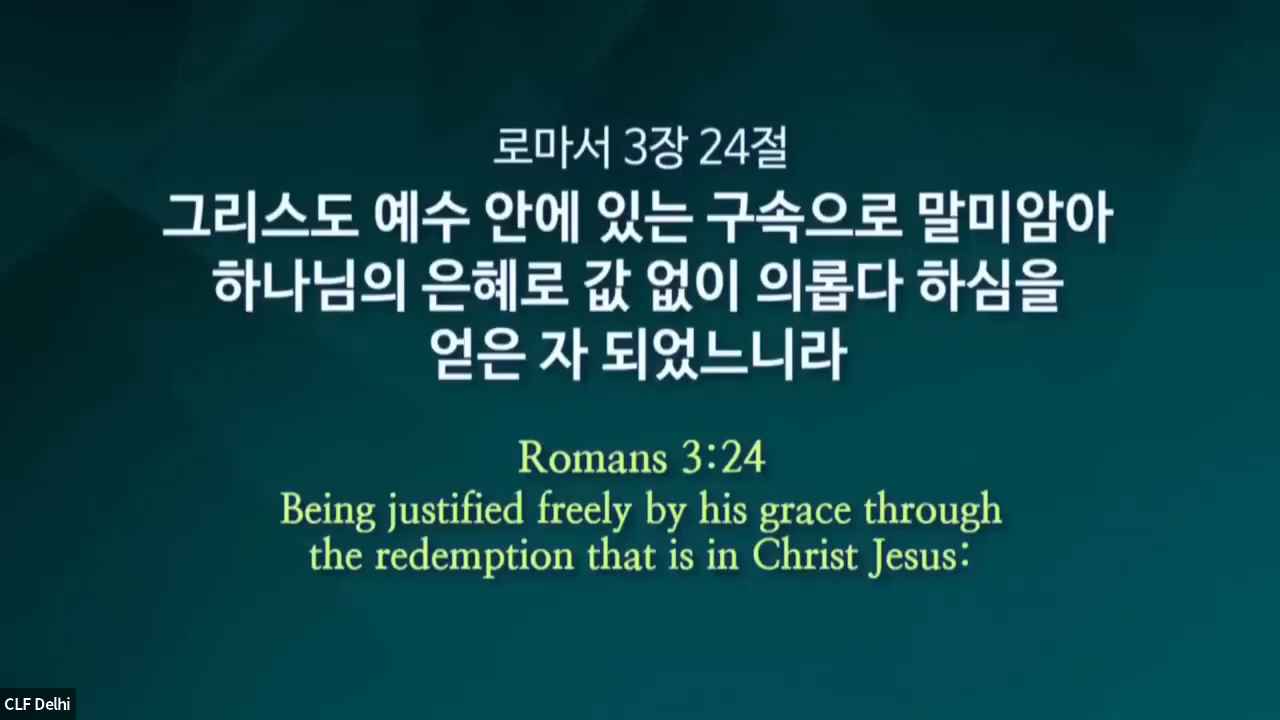 로마서 3장 24절
그리스도 예수 안에 있는 구속으로 말미암아
하나님의 은혜로 값 없이 의롭다 하심을
얻은 자 되었느니라
Romans 3:24
Being justified freely by his grace through
the redemption that is in Christ Jesus:
CLF Delhi